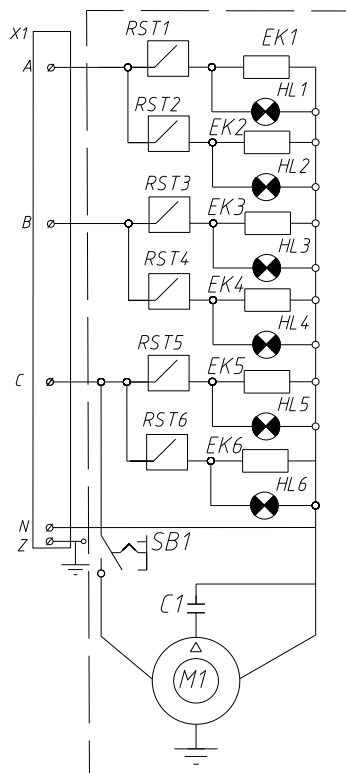 X1
RST1
EK1
A
HL1
RST2
EK2
HL2
RST3
EK3
B
HL3
RST4
EK4
HL4
RST5
EK5
C
HL5
RST6
EK6
HL6
N
Z
SB1
C1
M1